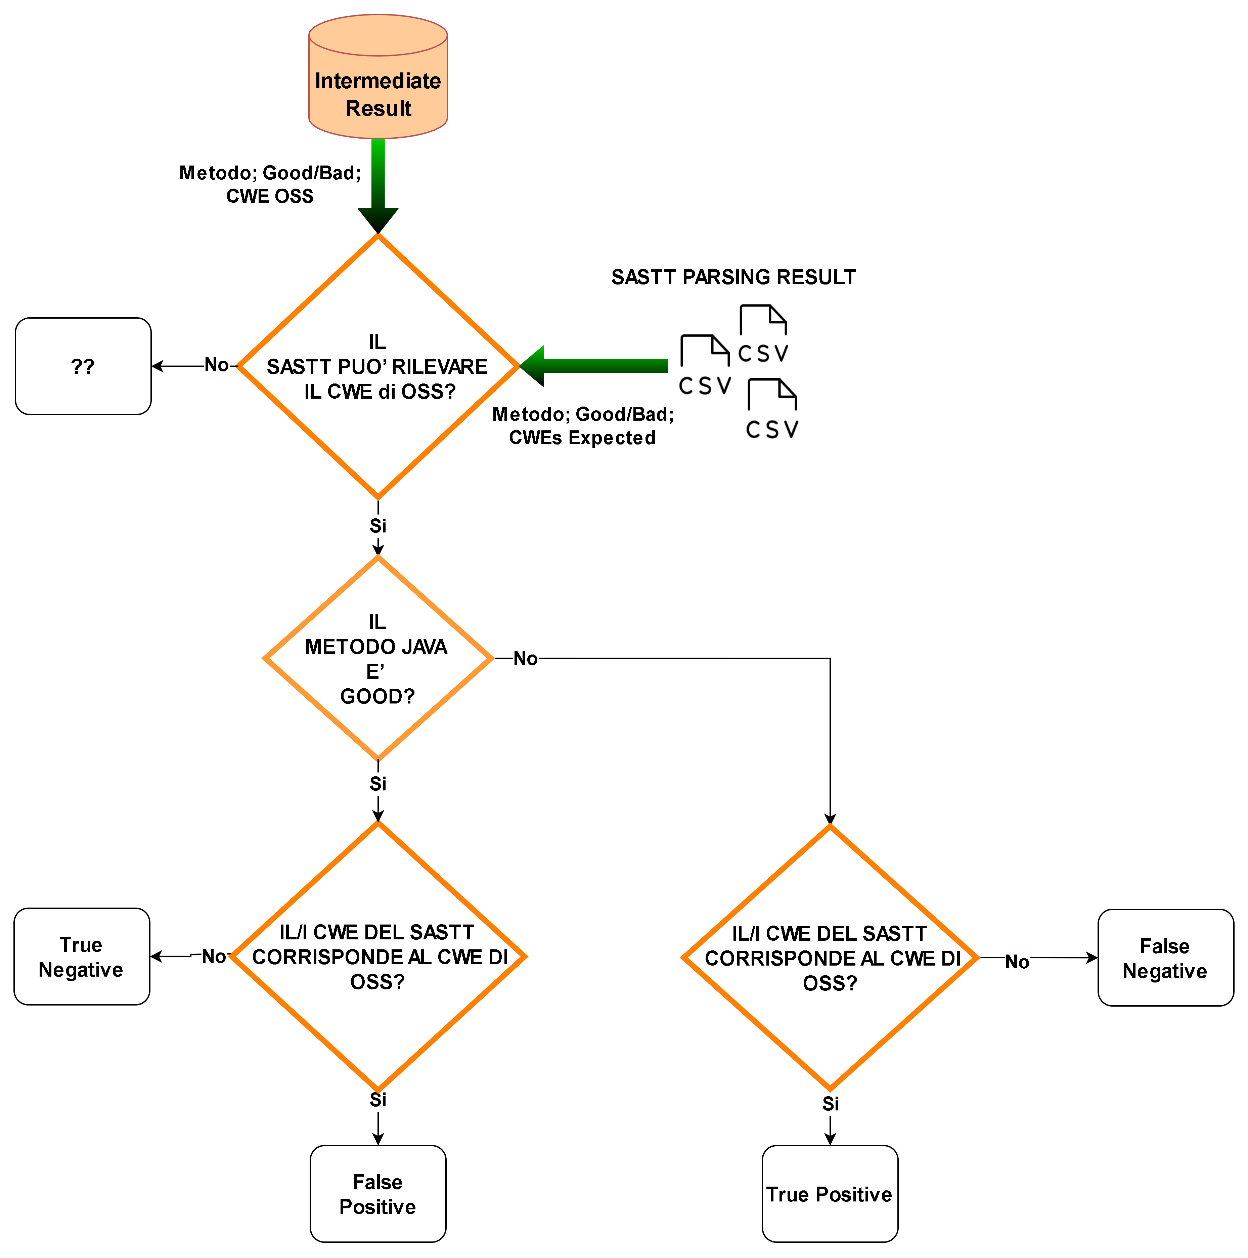 Intermediate
Result
Metodo; Good/Bad;
CWE OSS
SASTT PARSING RESULT
CSV
CSV
CSV
Metodo; Good/Bad;
CWEs Expected
IL
SASTT PUO' RILEVARE
IL CWE di OSS?
No
??
Si
IL
METODO JAVA
E'
GOOD?
No
Si
IL/I CWE DEL SASTT
CORRISPONDE AL CWE DI
OSS?
No
True
Negative
Si
False
Positive
IL/I CWE DEL SASTT
CORRISPONDE AL CWE DI
OSS?
No
False
Negative
Si
True Positive